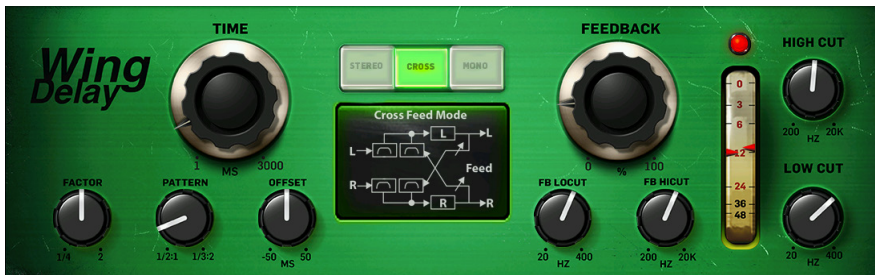 Wing
Delay
TIME
1 MS 3000
STEREO CROSS MONO
Cross Feed Mode
L L L
Feed
R R R
FEEDBACK
0 % 100
0
3
6
12
24
36
48
HIGH CUT
200 HZ 20K
LOW CUT
20 HZ 400
FACTOR
1/4 2
PATTERN
1/2:1 1/3:2
OFFSET
-50 MS 50
FB LOCUT
20 HZ 400
FB HICUT
200 HZ 20K